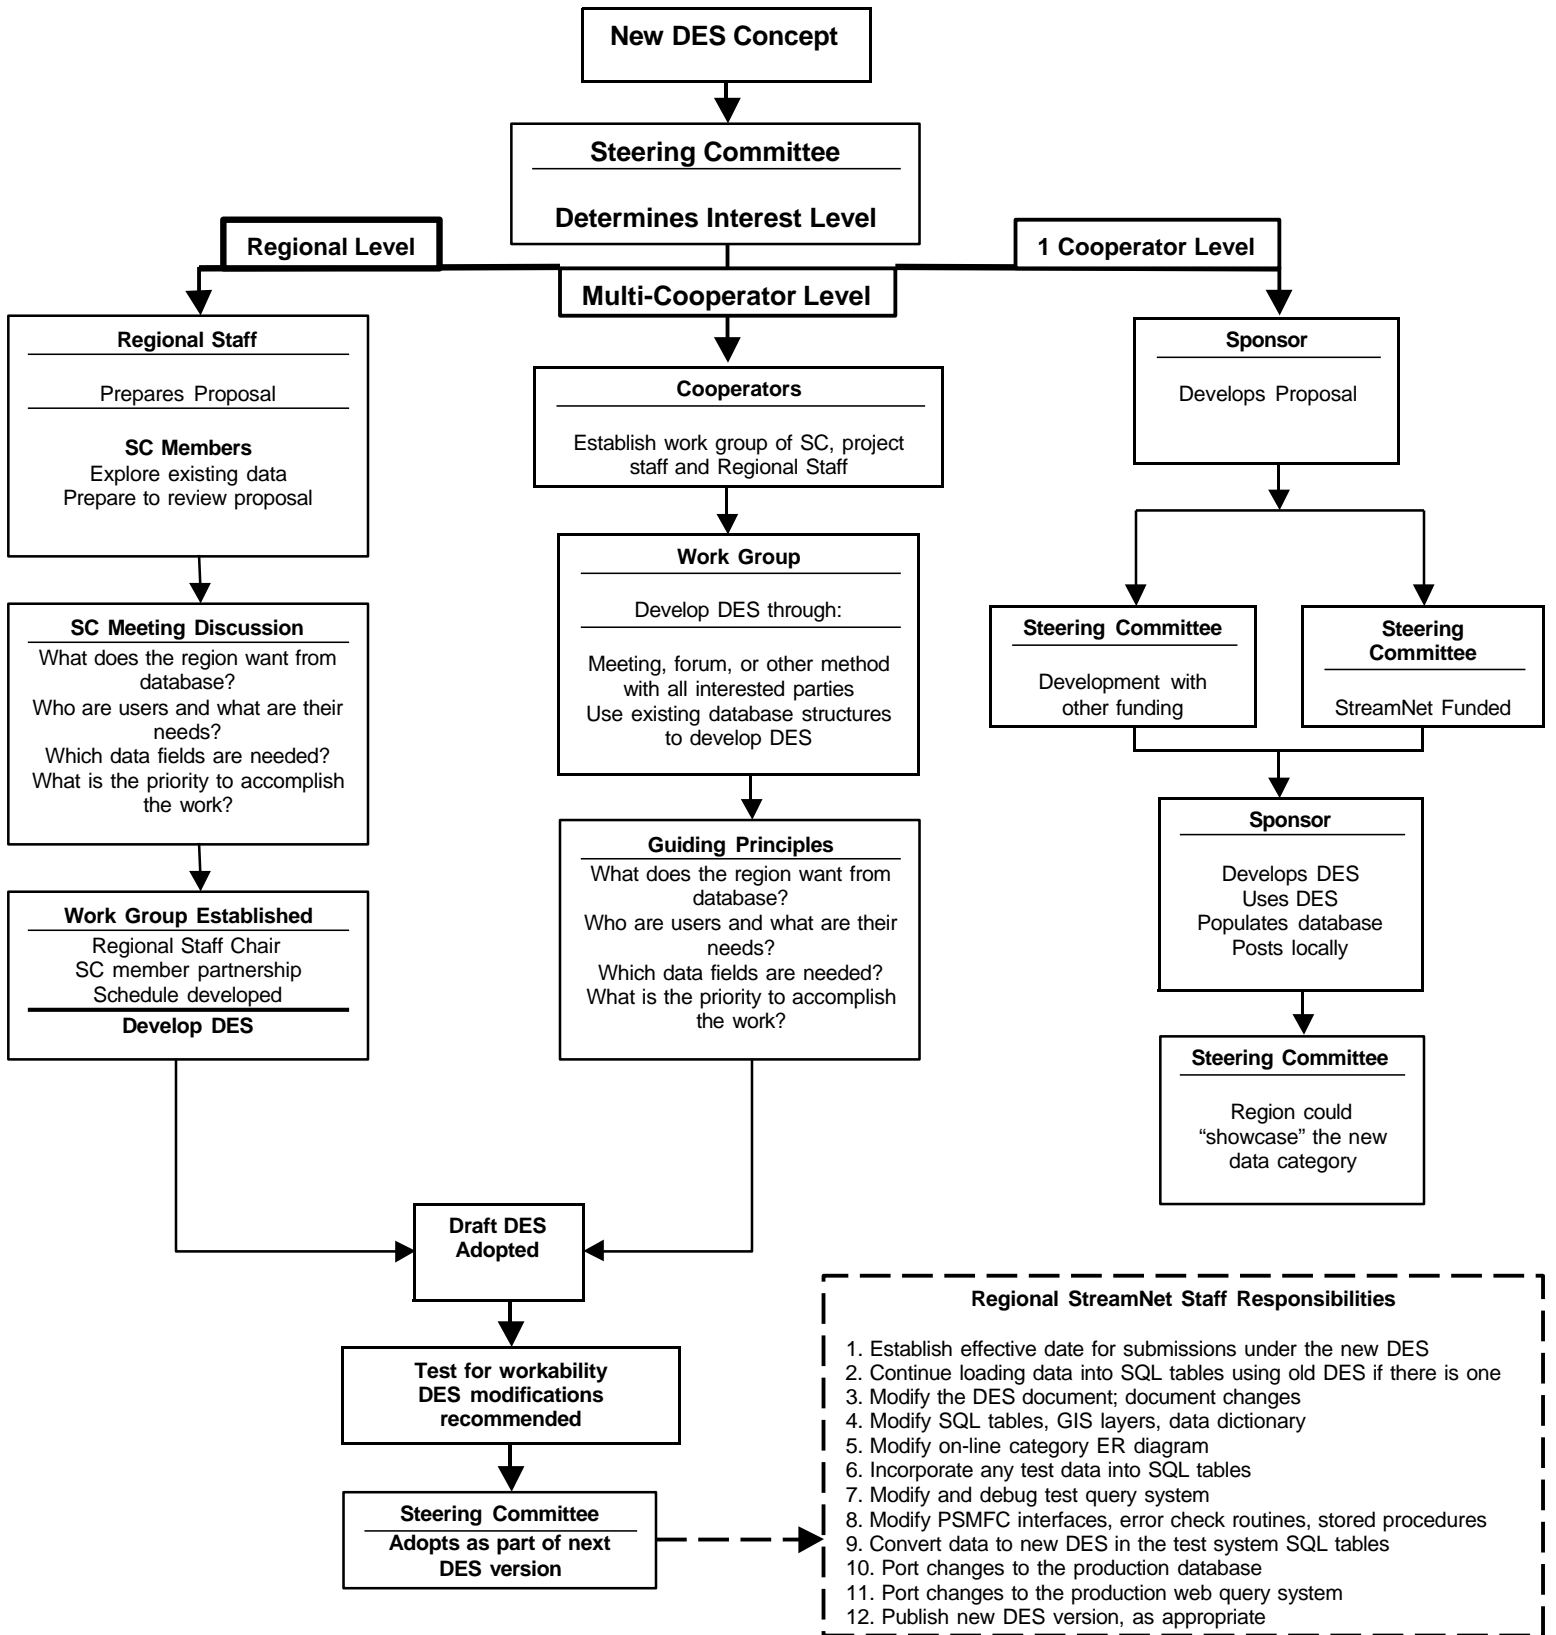 New DES Concept
Steering Committee
Determines Interest Level
Regional Level
1 Cooperator Level
Multi-Cooperator Level
Regional Staff
Prepares Proposal
SC Members
Explore existing data
Prepare to review proposal
Cooperators
Establish work group of SC, project
staff and Regional Staff
Sponsor
Develops Proposal
SC Meeting Discussion
What does the region want from
database?
Who are users and what are their
needs?
Which data fields are needed?
What is the priority to accomplish
the work?
Work Group
Develop DES through:
Meeting, forum, or other method
with all interested parties
Use existing database structures
to develop DES
Steering Committee
Development with
other funding
Steering
Committee
StreamNet Funded
Work Group Established
Regional Staff Chair
SC member partnership
Schedule developed
Develop DES
Guiding Principles
What does the region want from
database?
Who are users and what are their
needs?
Which data fields are needed?
What is the priority to accomplish
the work?
Sponsor
Develops DES
Uses DES
Populates database
Posts locally
Steering Committee
Region could
“showcase” the new
data category
Draft DES
Adopted
Test for workability
DES modifications
recommended
Steering Committee
Adopts as part of next
DES version
Regional StreamNet Staff Responsibilities
1. Establish effective date for submissions under the new DES
2. Continue loading data into SQL tables using old DES if there is one
3. Modify the DES document; document changes
4. Modify SQL tables, GIS layers, data dictionary
5. Modify on-line category ER diagram
6. Incorporate any test data into SQL tables
7. Modify and debug test query system
8. Modify PSMFC interfaces, error check routines, stored procedures
9. Convert data to new DES in the test system SQL tables
10. Port changes to the production database
11. Port changes to the production web query system
12. Publish new DES version, as appropriate